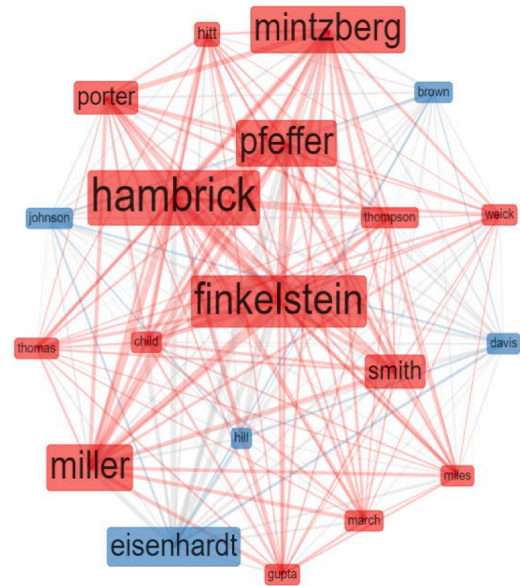 hitt
mintzberg
porter
brown
pfeffer
hambrick
johnson
thompson
weick
finkelstein
thomas
child
smith
davis
hill
miller
miles
march
eisenhardt
gupta